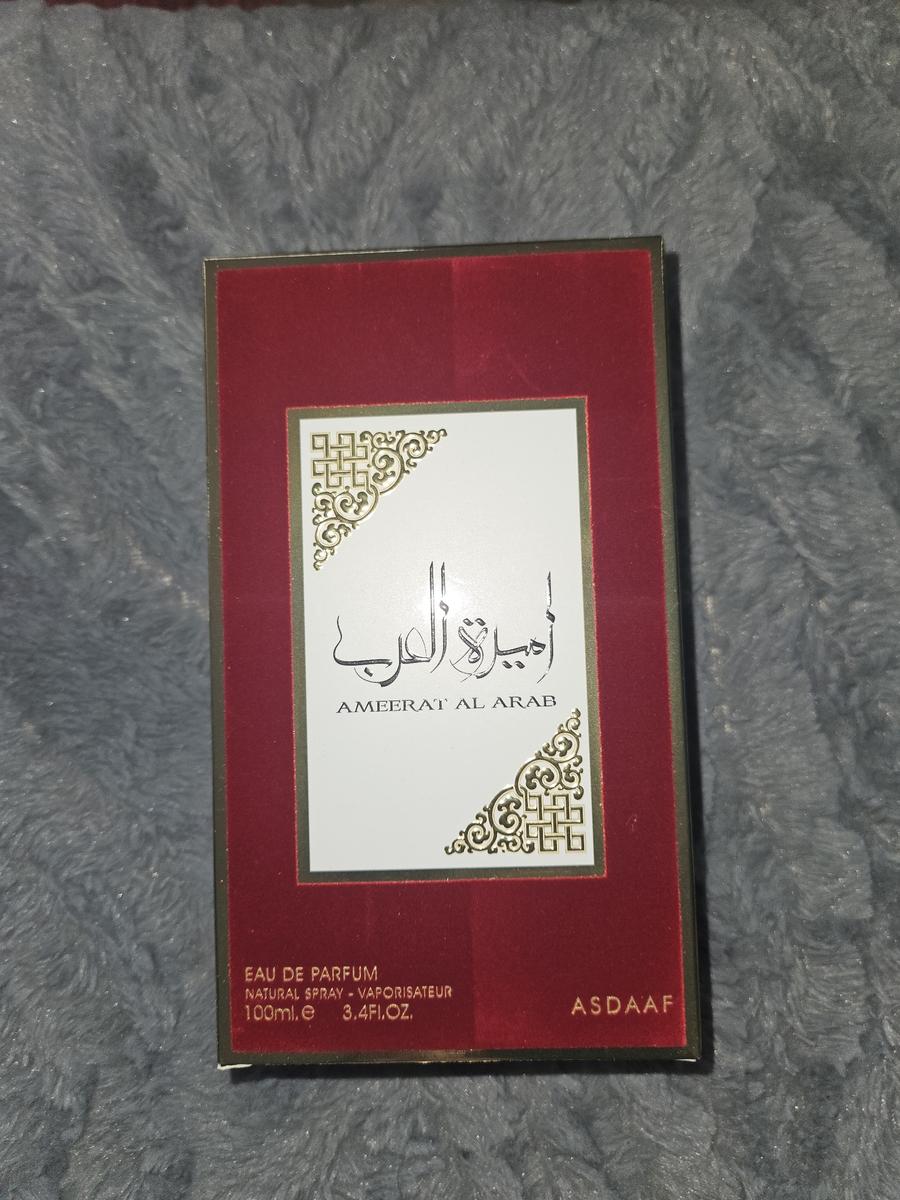 أميرة العرب
AMEERAT AL ARAB
EAU DE PARFUM
NATURAL SPRAY - VAPORISATEUR
100ml.e 3.4Fl.OZ.
ASDAAF